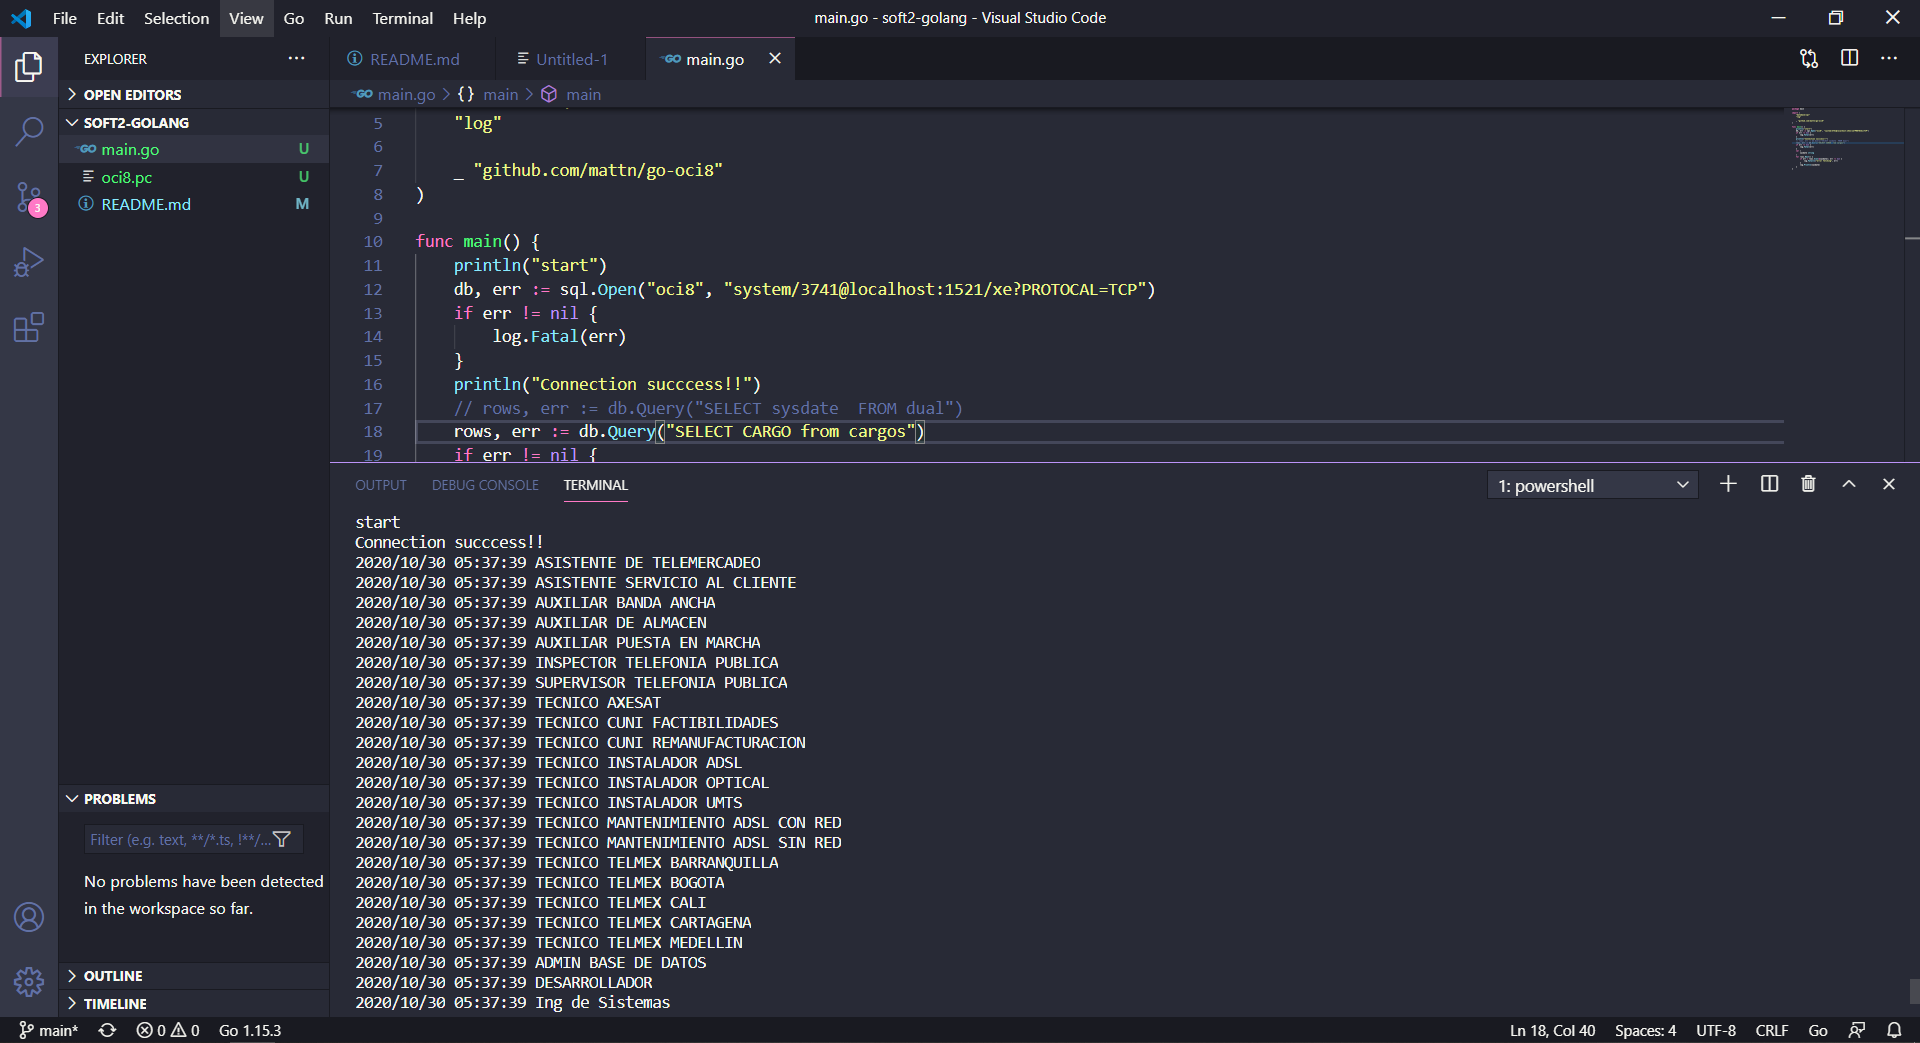 File Edit Selection View Go Run Terminal Help
main.go - soft2-golang - Visual Studio Code
EXPLORER
OPEN EDITORS
SOFT2-GOLANG
main.go U
oci8.pc U
README.md M
PROBLEMS
Filter (e.g. text, **/*.ts, !**/...
No problems have been detected
in the workspace so far.
OUTLINE
TIMELINE
3
README.md Untitled-1 main.go
main.go > {} main > main
5 "log"
6
7 _ "github.com/mattn/go-oci8"
8 )
9
10 func main() {
11 println("start")
12 db, err := sql.Open("oci8", "system/3741@localhost:1521/xe?PROTOCAL=TCP")
13 if err != nil {
14 log.Fatal(err)
15 }
16 println("Connection succcess!!")
17 // rows, err := db.Query("SELECT sysdate  FROM dual")
18 rows, err := db.Query("SELECT CARGO from cargos")
19 if err != nil {
OUTPUT DEBUG CONSOLE TERMINAL
1: powershell
start
Connection succcess!!
2020/10/30 05:37:39 ASISTENTE DE TELEMERCADEO
2020/10/30 05:37:39 ASISTENTE SERVICIO AL CLIENTE
2020/10/30 05:37:39 AUXILIAR BANDA ANCHA
2020/10/30 05:37:39 AUXILIAR DE ALMACEN
2020/10/30 05:37:39 AUXILIAR PUESTA EN MARCHA
2020/10/30 05:37:39 INSPECTOR TELEFONIA PUBLICA
2020/10/30 05:37:39 SUPERVISOR TELEFONIA PUBLICA
2020/10/30 05:37:39 TECNICO AXESAT
2020/10/30 05:37:39 TECNICO CUNI FACTIBILIDADES
2020/10/30 05:37:39 TECNICO CUNI REMANUFACTURACION
2020/10/30 05:37:39 TECNICO INSTALADOR ADSL
2020/10/30 05:37:39 TECNICO INSTALADOR OPTICAL
2020/10/30 05:37:39 TECNICO INSTALADOR UMTS
2020/10/30 05:37:39 TECNICO MANTENIMIENTO ADSL CON RED
2020/10/30 05:37:39 TECNICO MANTENIMIENTO ADSL SIN RED
2020/10/30 05:37:39 TECNICO TELMEX BARRANQUILLA
2020/10/30 05:37:39 TECNICO TELMEX BOGOTA
2020/10/30 05:37:39 TECNICO TELMEX CALI
2020/10/30 05:37:39 TECNICO TELMEX CARTAGENA
2020/10/30 05:37:39 TECNICO TELMEX MEDELLIN
2020/10/30 05:37:39 ADMIN BASE DE DATOS
2020/10/30 05:37:39 DESARROLLADOR
2020/10/30 05:37:39 Ing de Sistemas
main* 0 0 Go 1.15.3
Ln 18, Col 40 Spaces: 4 UTF-8 CRLF Go